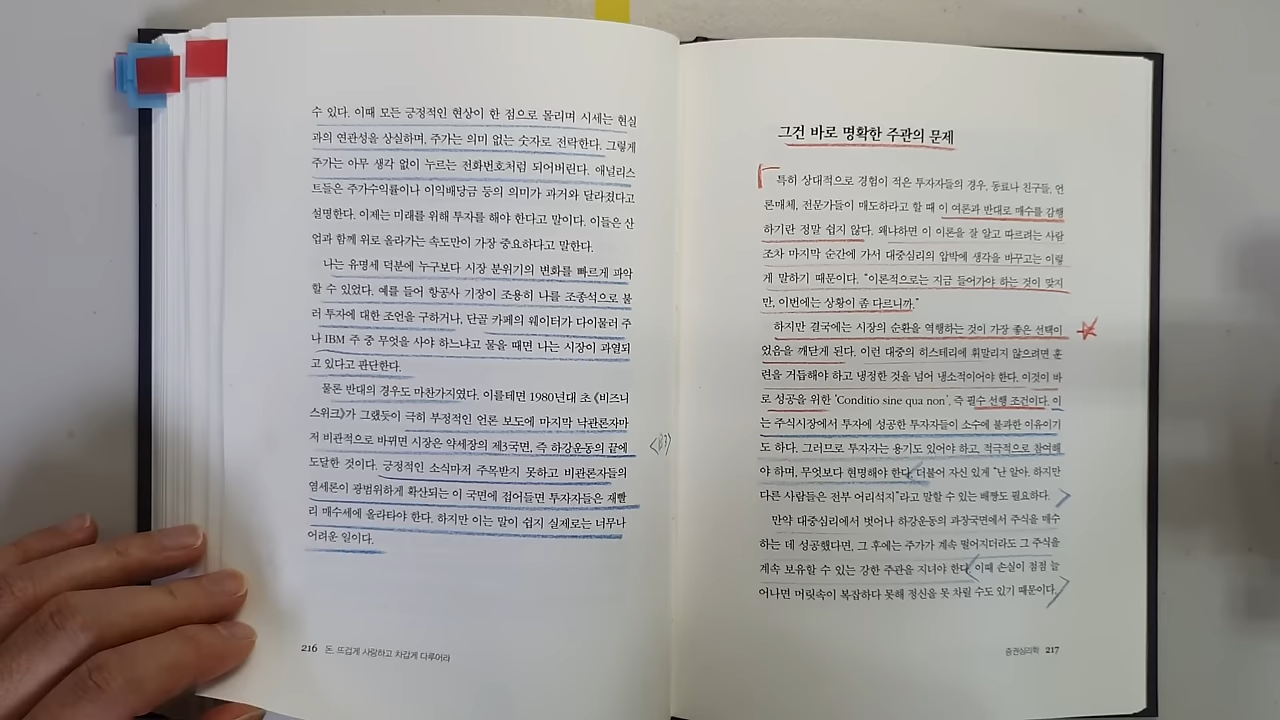 수 있다. 이때 모든 긍정적인 현상이 한 점으로 몰리며 시세는 현실
과의 연관성을 상실하며, 주가는 의미 없는 숫자로 전락한다. 그렇게
주가는 아무 생각 없이 누르는 전화번호처럼 되어버린다. 애널리스
트들은 주가수익률이나 이익배당금 등의 의미가 과거와 달라졌다고
설명한다. 이제는 미래를 위해 투자를 해야 한다고 말이다. 이들은 산
업과 함께 위로 올라가는 속도만이 가장 중요하다고 말한다.
나는 유명세 덕분에 누구보다 시장 분위기의 변화를 빠르게 파악
할 수 있었다. 예를 들어 항공사 기장이 조용히 나를 조종석으로 불
러 투자에 대한 조언을 구하거나, 단골 카페의 웨이터가 다이물러 주
나 IBM 주 중 무엇을 사야 하느냐고 물을 때면 나는 시장이 과열되
고 있다고 판단한다.
물론 반대의 경우도 마찬가지였다. 이를테면 1980년대 초 《비즈니
스위크》가 그랬듯이 극히 부정적인 언론 보도에 마지막 낙관론자마
저 비관적으로 바뀌면 시장은 약세장의 제3국면, 즉 하강운동의 끝에
도달한 것이다. 긍정적인 소식마저 주목받지 못하고 비관론자들의
염세론이 광범위하게 확산되는 이 국면에 접어들면 투자자들은 재빨
리 매수세에 올라타야 한다. 하지만 이는 말이 쉽지 실제로는 너무나
어려운 일이다.
216 돈, 뜨겁게 사랑하고 차갑게 다루어라
그건 바로 명확한 주관의 문제
특히 상대적으로 경험이 적은 투자자들의 경우, 동료나 친구들, 언
론매체, 전문가들이 매도하라고 할 때 이 여론과 반대로 매수를 감행
하기란 정말 쉽지 않다. 왜냐하면 이 이론을 잘 알고 따르려는 사람
조차 마지막 순간에 가서 대중심리의 압박에 생각을 바꾸고는 이렇
게 말하기 때문이다. "이론적으로는 지금 들어가야 하는 것이 맞지
만, 이번에는 상황이 좀 다르니까."
하지만 결국에는 시장의 순환을 역행하는 것이 가장 좋은 선택이
었음을 깨닫게 된다. 이런 대중의 히스테리에 휘말리지 않으려면 훈
련을 거듭해야 하고 냉정한 것을 넘어 냉소적이어야 한다. 이것이 바
로 성공을 위한 'Conditio sine qua non', 즉 필수 선행 조건이다. 이
는 주식시장에서 투자에 성공한 투자자들이 소수에 불과한 이유이기
도 하다. 그러므로 투자자는 용기도 있어야 하고, 적극적으로 참여해
야 하며, 무엇보다 현명해야 한다. 더불어 자신 있게 "난 알아. 하지만
다른 사람들은 전부 어리석지"라고 말할 수 있는 배짱도 필요하다.
만약 대중심리에서 벗어나 하강운동의 과장국면에서 주식을 매수
하는 데 성공했다면, 그 후에는 주가가 계속 떨어지더라도 그 주식을
계속 보유할 수 있는 강한 주관을 지녀야 한다. 이때 손실이 점점 늘
어나면 머릿속이 복잡하다 못해 정신을 못 차릴 수도 있기 때문이다.
증권심리학 217